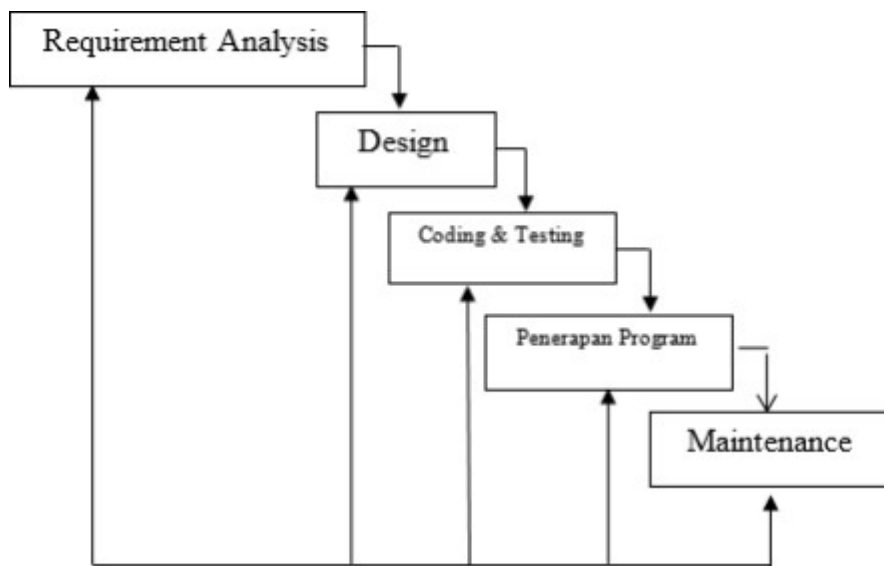 Requirement Analysis
Design
Coding & Testing
Penerapan Program
Maintenance